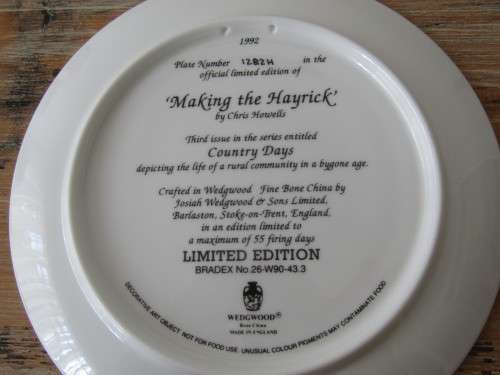 1992
Plate Number 1282H in the
official limited edition of
'Making the Hayrick'
by Chris Howells
Third issue in the series entitled
Country Days
depicting the life of a rural community in a bygone age.
Crafted in Wedgwood Fine Bone China by
Josiah Wedgwood & Sons Limited,
Barlaston, Stoke-on-Trent, England,
in an edition limited to
a maximum of 55 firing days
LIMITED EDITION
BRADEX No.26-W90-43.3
WEDGWOOD®
Bone China
MADE IN ENGLAND
DECORATIVE ART OBJECT. NOT FOR FOOD USE. UNUSUAL COLOUR PIGMENTS MAY CONTAMINATE FOOD